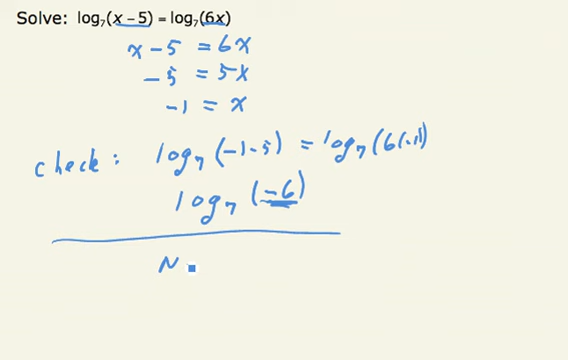 Solve: log₇(x − 5) = log₇(6x)
x − 5 = 6x
−5 = 5x
−1 = x
check: log₇(−1−5) = log₇(6(−1))
log₇(−6)
N